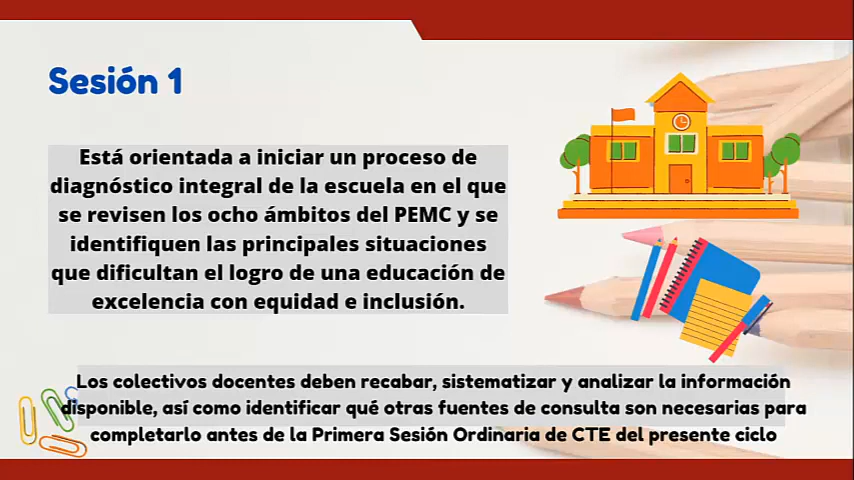 Sesión 1
Está orientada a iniciar un proceso de
diagnóstico integral de la escuela en el que
se revisen los ocho ámbitos del PEMC y se
identifiquen las principales situaciones
que dificultan el logro de una educación de
excelencia con equidad e inclusión.
Los colectivos docentes deben recabar, sistematizar y analizar la información
disponible, así como identificar qué otras fuentes de consulta son necesarias para
completarlo antes de la Primera Sesión Ordinaria de CTE del presente ciclo